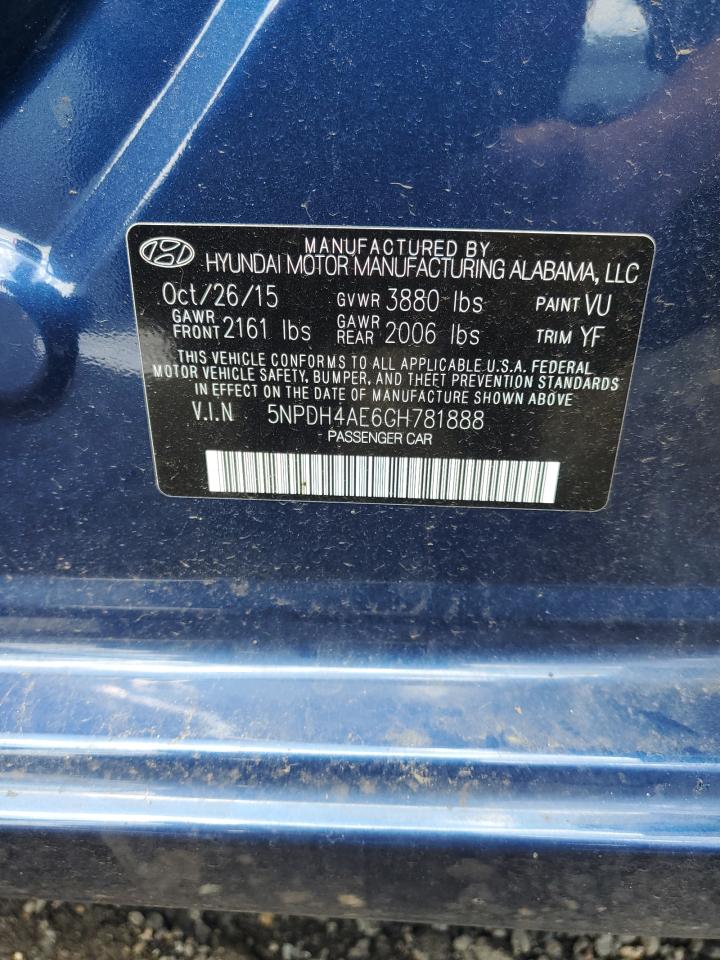 MANUFACTURED BY
HYUNDAI MOTOR MANUFACTURING ALABAMA, LLC
Oct/26/15 GVWR 3880 lbs PAINT VU
GAWR FRONT 2161 lbs GAWR REAR 2006 lbs TRIM YF
THIS VEHICLE CONFORMS TO ALL APPLICABLE U.S.A. FEDERAL
MOTOR VEHICLE SAFETY, BUMPER, AND THEFT PREVENTION STANDARDS
IN EFFECT ON THE DATE OF MANUFACTURE SHOWN ABOVE
V.I.N 5NPDH4AE6GH781888
PASSENGER CAR